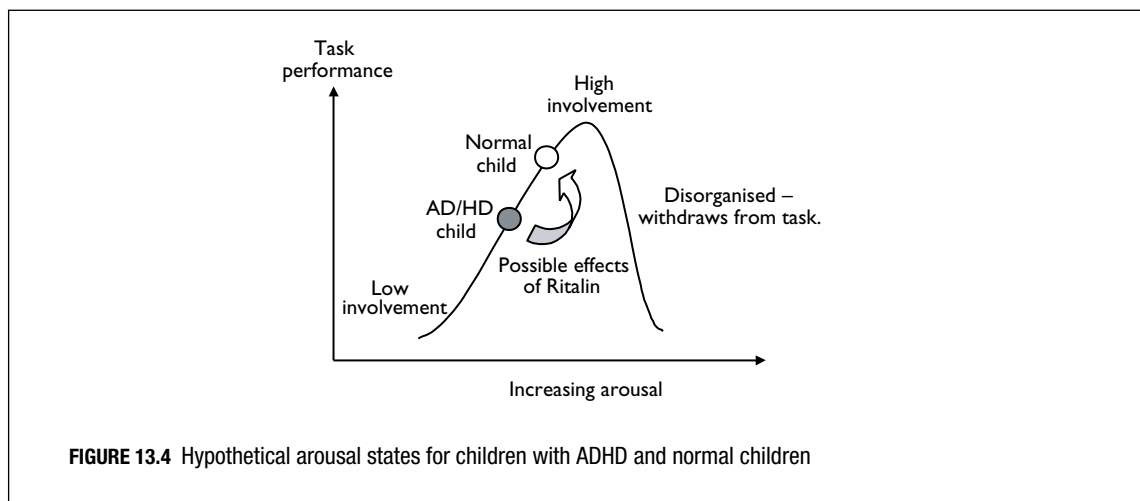 Task
performance
High
involvement
Normal
child
AD/HD
child
Disorganised –
withdraws from task.
Possible effects
of Ritalin
Low
involvement
Increasing arousal
FIGURE 13.4 Hypothetical arousal states for children with ADHD and normal children